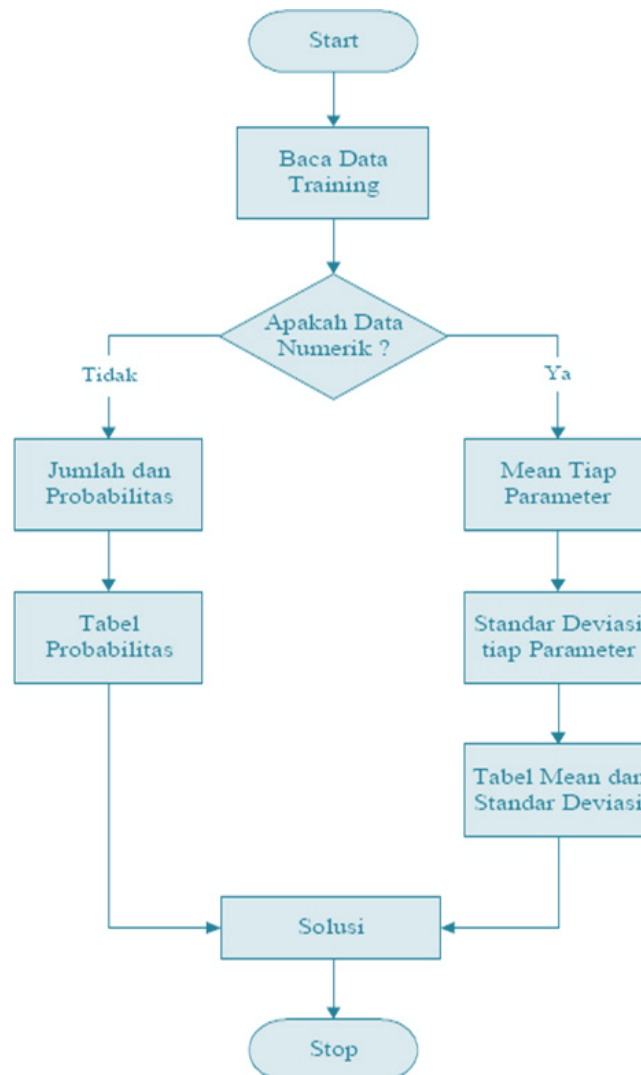 Start
Baca Data
Training
Apakah Data
Numerik ?
Tidak
Ya
Jumlah dan
Probabilitas
Mean Tiap
Parameter
Tabel
Probabilitas
Standar Deviasi
tiap Parameter
Tabel Mean dan
Standar Deviasi
Solusi
Stop